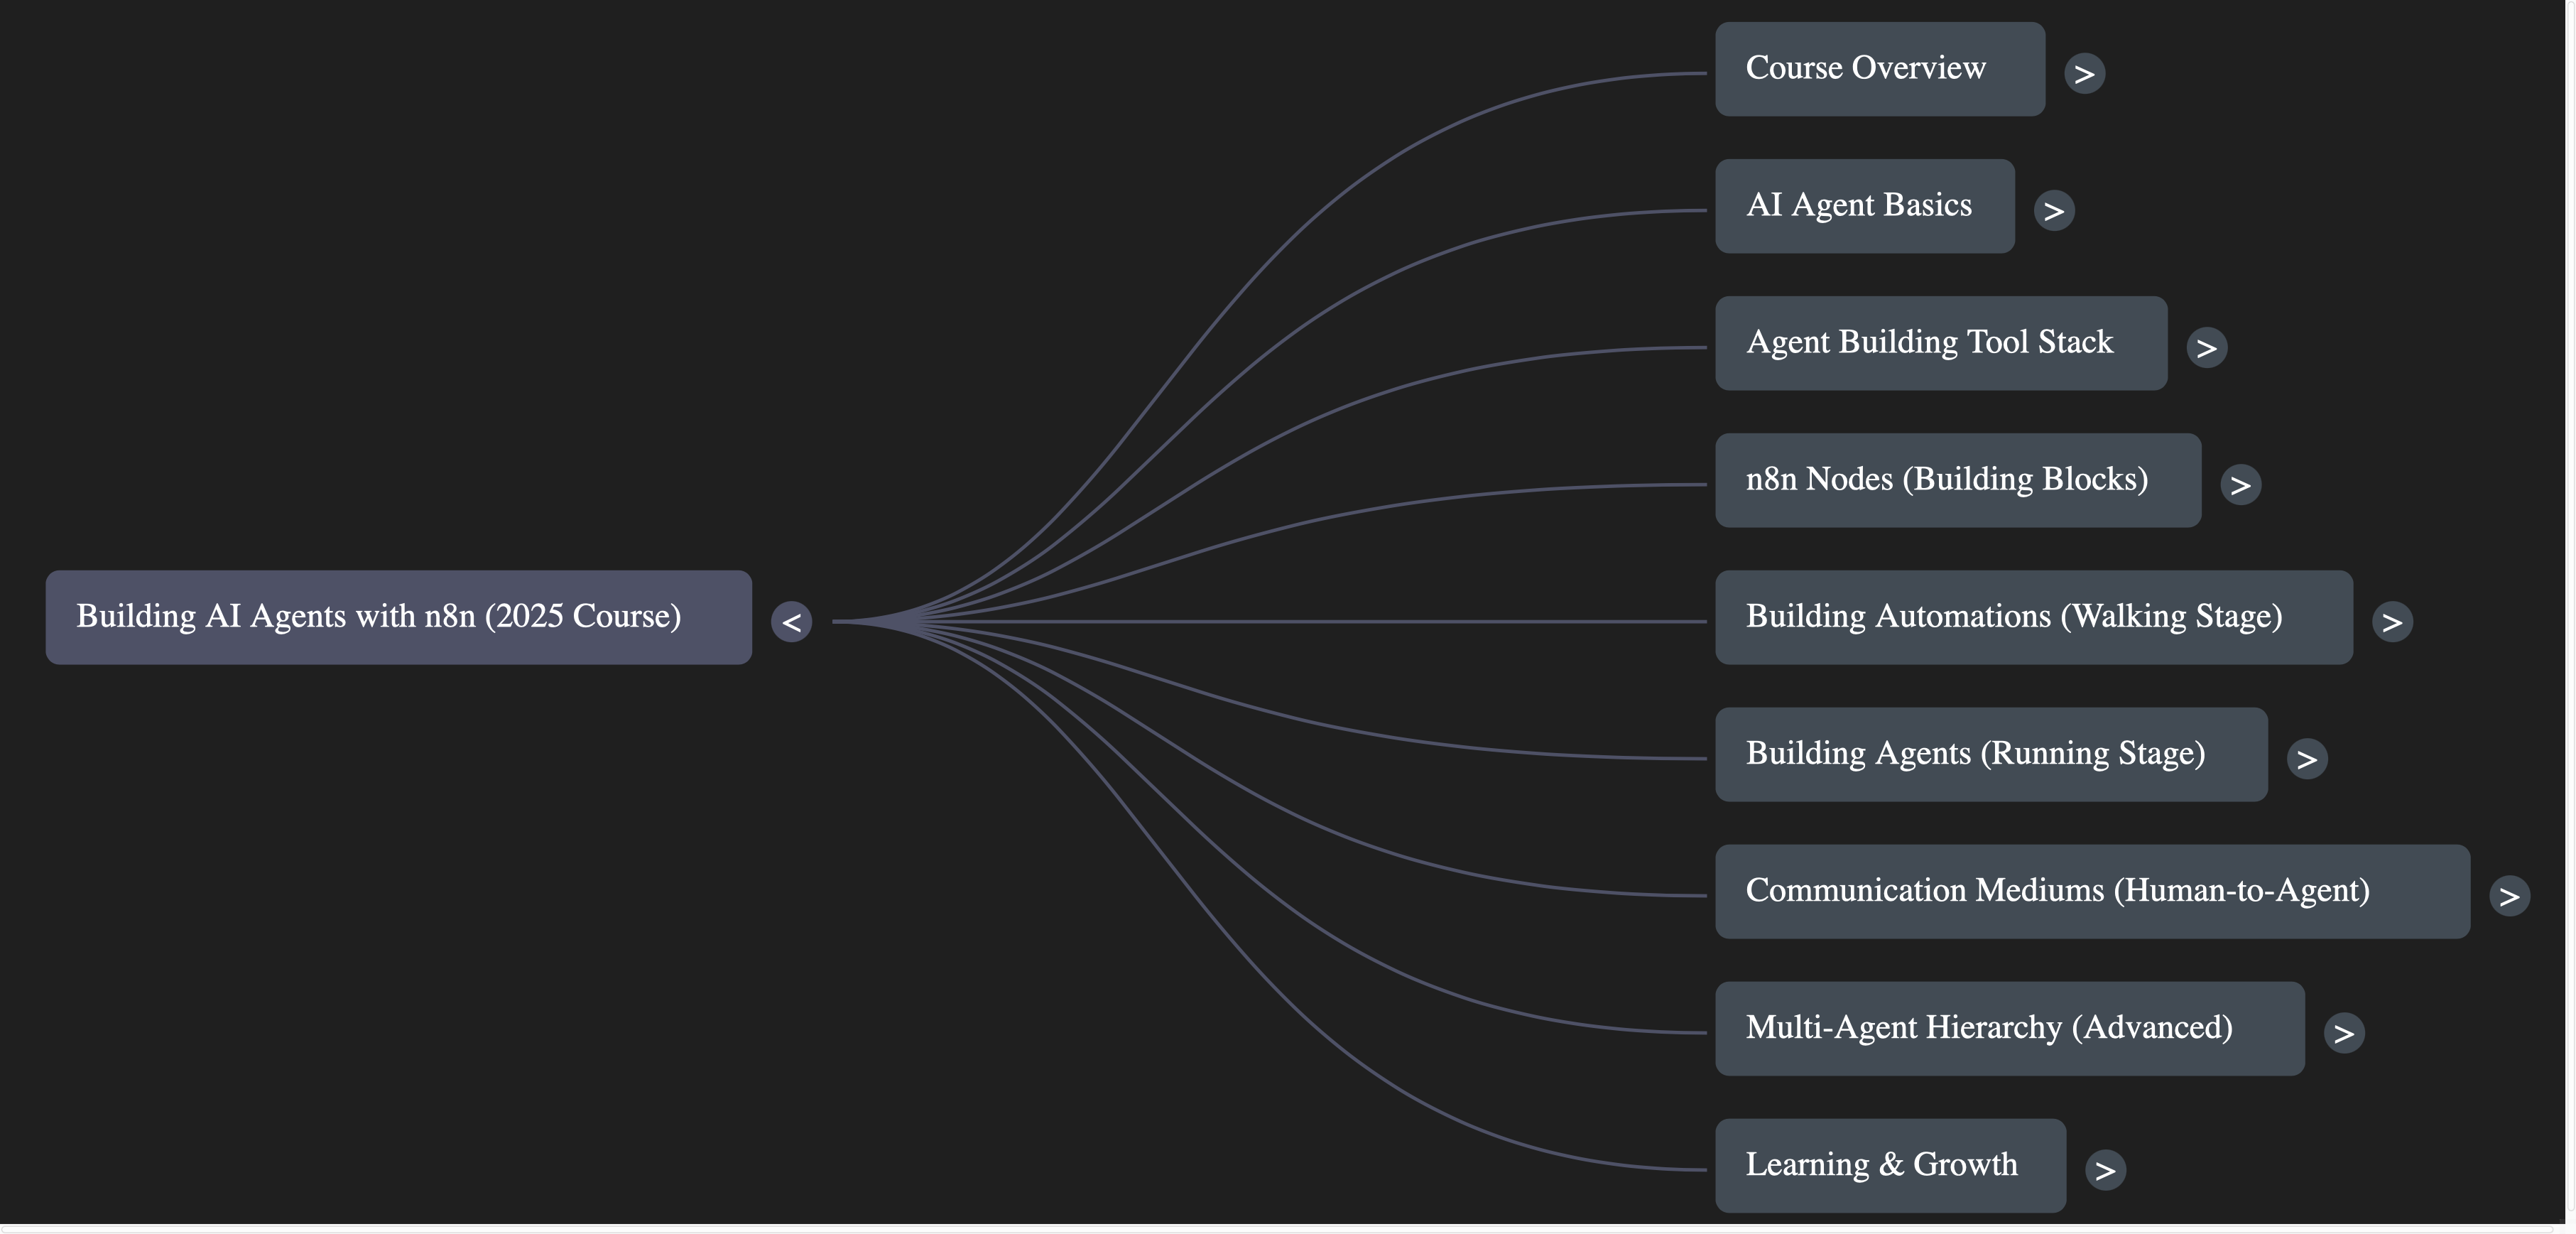 Course Overview >
AI Agent Basics >
Agent Building Tool Stack >
n8n Nodes (Building Blocks) >
Building AI Agents with n8n (2025 Course) <
Building Automations (Walking Stage) >
Building Agents (Running Stage) >
Communication Mediums (Human-to-Agent) >
Multi-Agent Hierarchy (Advanced) >
Learning & Growth >